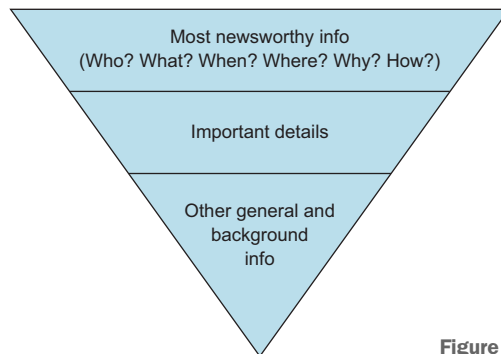 Most newsworthy info
(Who? What? When? Where? Why? How?)
Important details
Other general and
background
info
Figure